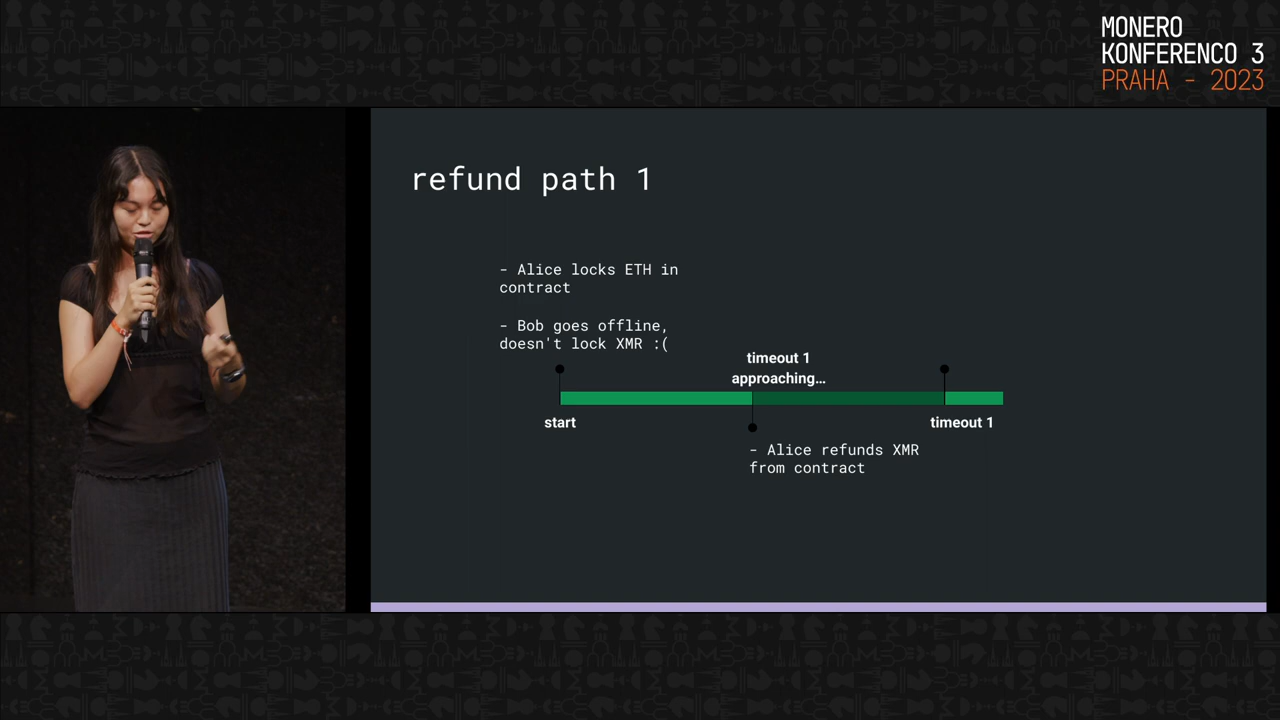 MONERO
KONFERENCO 3
PRAHA - 2023
refund path 1
- Alice locks ETH in
contract
- Bob goes offline,
doesn't lock XMR :(
timeout 1
approaching…
start
timeout 1
- Alice refunds XMR
from contract